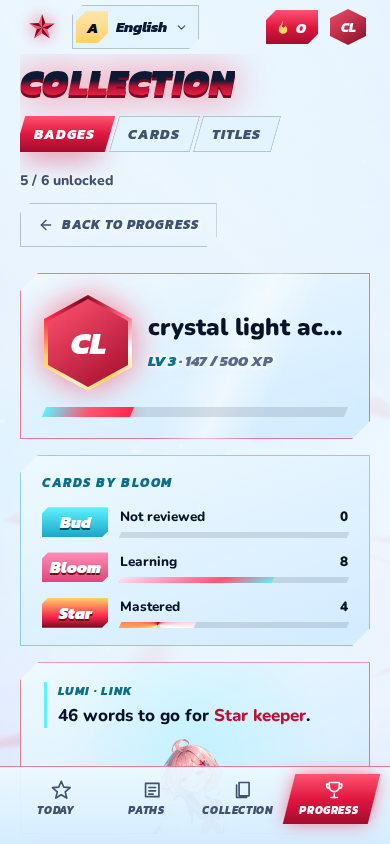 A English
0
CL
COLLECTION
BADGES CARDS TITLES
5 / 6 unlocked
BACK TO PROGRESS
CL
crystal light ac...
LV 3 · 147 / 500 XP
CARDS BY BLOOM
Bud Not reviewed 0
Bloom Learning 8
Star Mastered 4
LUMI · LINK
46 words to go for Star keeper.
TODAY PATHS COLLECTION PROGRESS